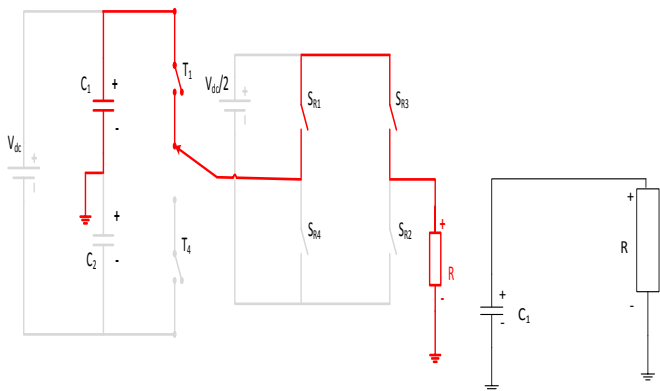 T1
C1
+
-
Vdc
+
C2
+
-
T4
Vdc/2
+
SR1
SR3
SR4
SR2
+
R
-
+
C1
-
+
R
-